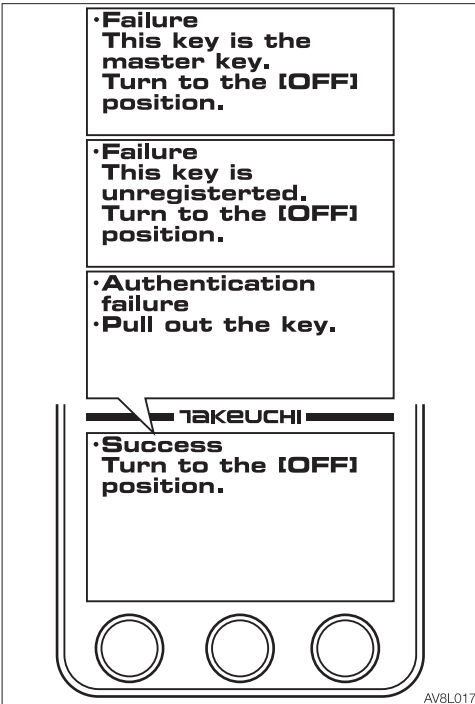 ·Failure
This key is the
master key.
Turn to the [OFF]
position.
·Failure
This key is
unregisterted.
Turn to the [OFF]
position.
·Authentication
failure
·Pull out the key.
TAKEUCHI
·Success
Turn to the [OFF]
position.
AV8L017